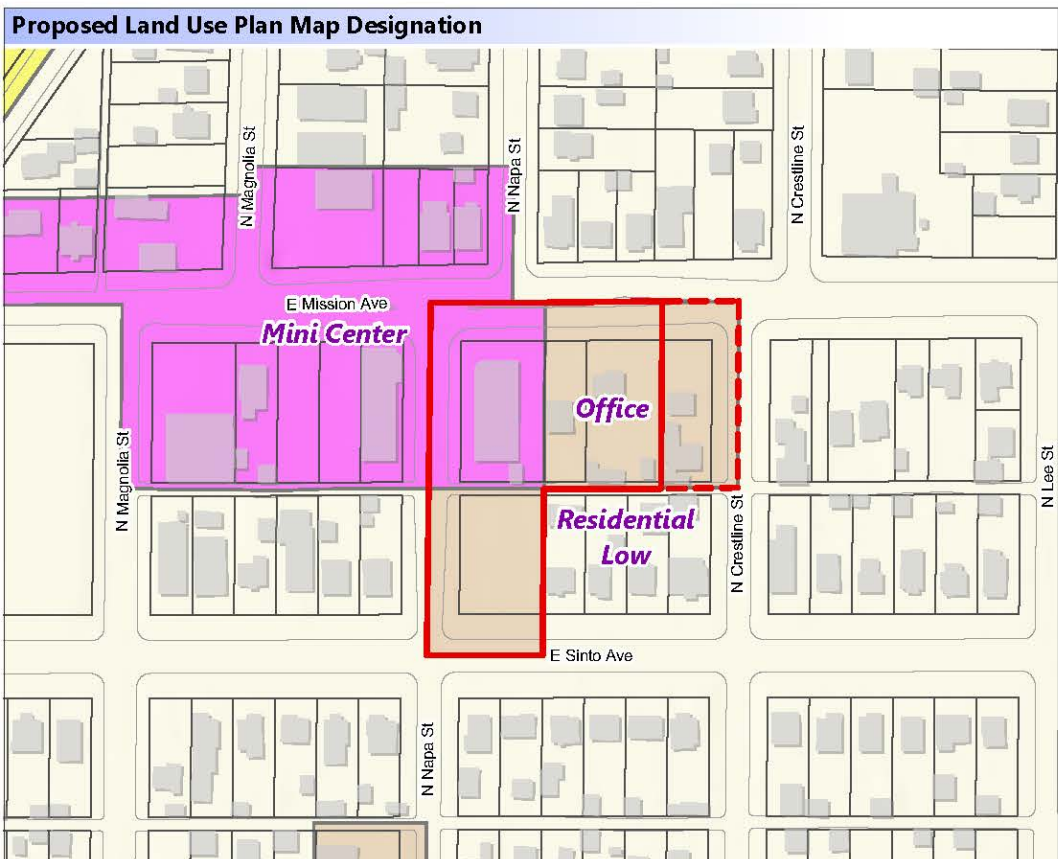 Proposed Land Use Plan Map Designation
N Magnolia St
N Napa St
N Crestline St
E Mission Ave
Mini Center
Office
N Magnolia St
Residential
Low
N Crestline St
N Lee St
E Sinto Ave
N Napa St